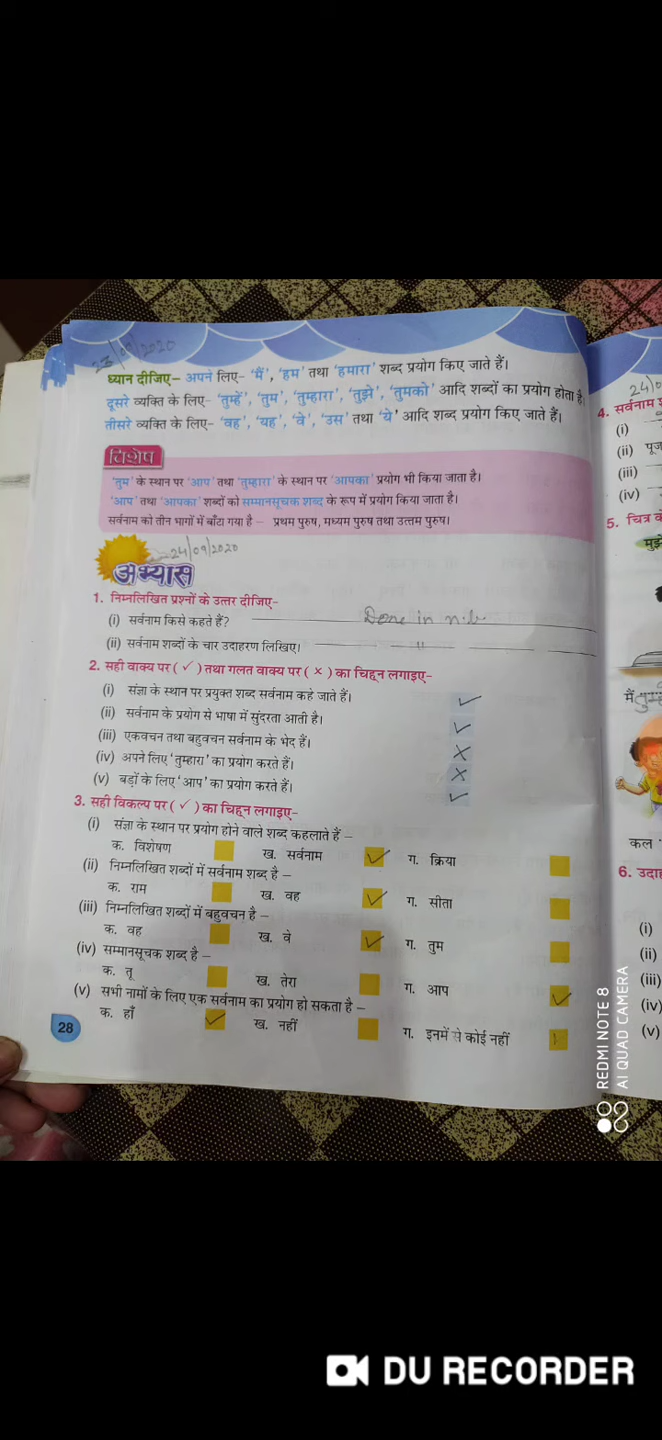 23/09/2020
ध्यान दीजिए– अपने लिए– 'मैं', 'हम' तथा 'हमारा' शब्द प्रयोग किए जाते हैं।
दूसरे व्यक्ति के लिए– 'तुम्हें', 'तुम', 'तुम्हारा', 'तुझे', 'तुमको' आदि शब्दों का प्रयोग होता है।
तीसरे व्यक्ति के लिए– 'वह', 'यह', 'वे', 'उस' तथा 'ये' आदि शब्द प्रयोग किए जाते हैं।
विशेष
'तुम' के स्थान पर 'आप' तथा 'तुम्हारा' के स्थान पर 'आपका' प्रयोग भी किया जाता है।
'आप' तथा 'आपका' शब्दों को सम्मानसूचक शब्द के रूप में प्रयोग किया जाता है।
सर्वनाम को तीन भागों में बाँटा गया है – प्रथम पुरुष, मध्यम पुरुष तथा उत्तम पुरुष।
24/09/2020
अभ्यास
1. निम्नलिखित प्रश्नों के उत्तर दीजिए–
(i) सर्वनाम किसे कहते हैं? Done in n.b
(ii) सर्वनाम शब्दों के चार उदाहरण लिखिए। "
2. सही वाक्य पर ( ✓ ) तथा गलत वाक्य पर ( × ) का चिह्न लगाइए–
(i) संज्ञा के स्थान पर प्रयुक्त शब्द सर्वनाम कहे जाते हैं। ✓
(ii) सर्वनाम के प्रयोग से भाषा में सुंदरता आती है। ✓
(iii) एकवचन तथा बहुवचन सर्वनाम के भेद हैं। ×
(iv) अपने लिए 'तुम्हारा' का प्रयोग करते हैं। ×
(v) बड़ों के लिए 'आप' का प्रयोग करते हैं। ✓
3. सही विकल्प पर ( ✓ ) का चिह्न लगाइए–
(i) संज्ञा के स्थान पर प्रयोग होने वाले शब्द कहलाते हैं –
क. विशेषण ख. सर्वनाम ✓ ग. क्रिया
(ii) निम्नलिखित शब्दों में सर्वनाम शब्द है –
क. राम ख. वह ✓ ग. सीता
(iii) निम्नलिखित शब्दों में बहुवचन है –
क. वह ख. वे ✓ ग. तुम
(iv) सम्मानसूचक शब्द है –
क. तू ख. तेरा ग. आप ✓
(v) सभी नामों के लिए एक सर्वनाम का प्रयोग हो सकता है –
क. हाँ ✓ ख. नहीं ग. इनमें से कोई नहीं
28
4. सर्वनाम
(i)
(ii)
(iii)
(iv)
5. चित्र
मैं
कल
6.
(i)
(ii)
(iii)
(iv)
(v)
REDMI NOTE 8
AI QUAD CAMERA
DU RECORDER